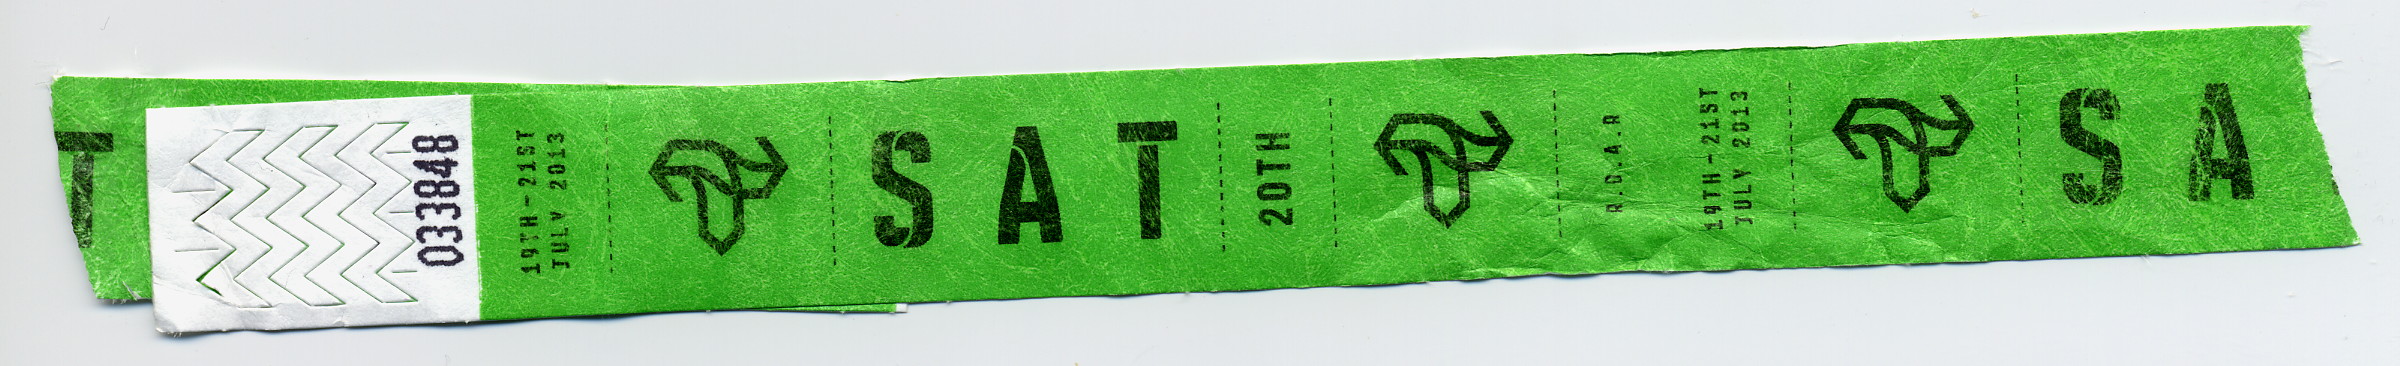 T
033848
19TH-21ST
JULY 2013
SAT
20TH
19TH-21ST
JULY 2013
SA